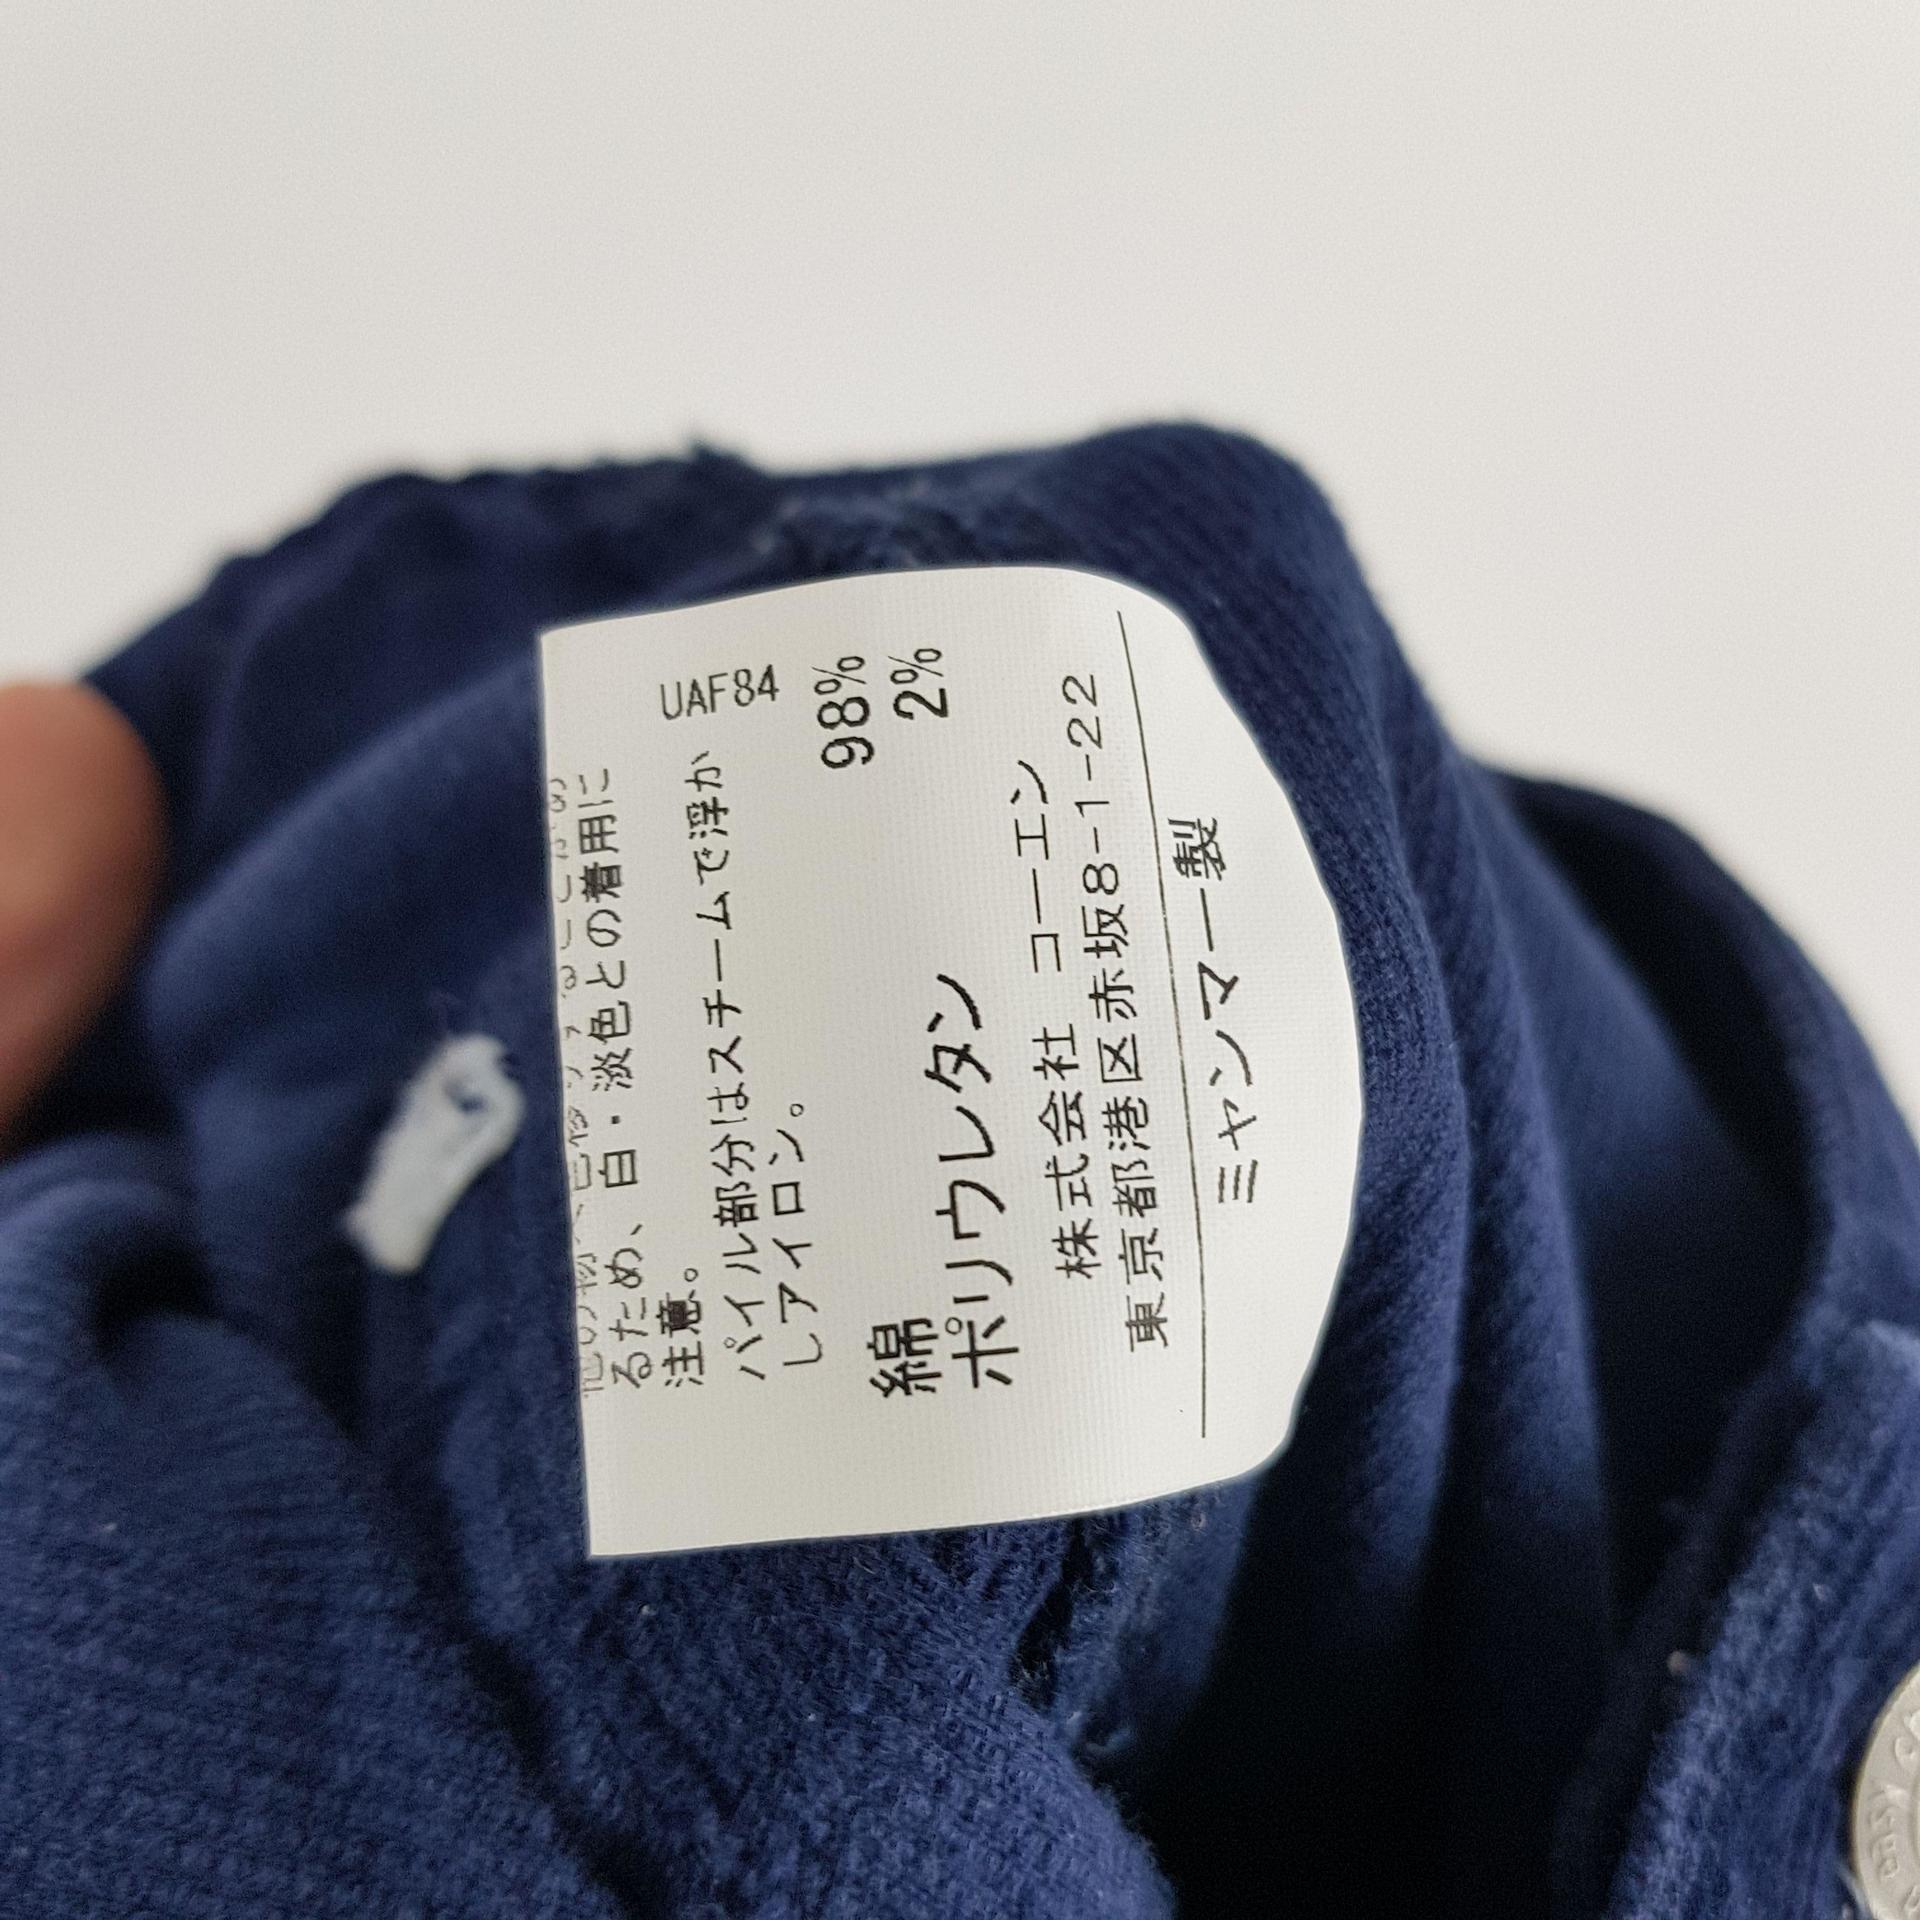 るため、白・淡色との着用に
注意。
パイル部分はスチームで浮か
しアイロン。
UAF84
綿 98%
ポリウレタン 2%
株式会社 コーエン
東京都港区赤坂8-1-22
ミャンマー製